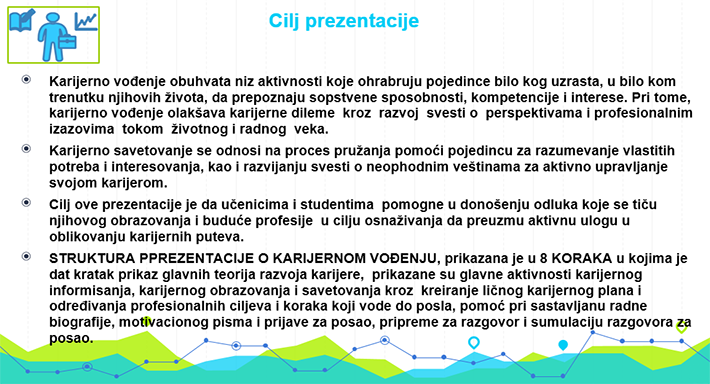 Cilj prezentacije
Karijerno vođenje obuhvata niz aktivnosti koje ohrabruju pojedince bilo kog uzrasta, u bilo kom
trenutku njihovih života, da prepoznaju sopstvene sposobnosti, kompetencije i interese. Pri tome,
karijerno vođenje olakšava karijerne dileme kroz razvoj svesti o perspektivama i profesionalnim
izazovima tokom životnog i radnog veka.
Karijerno savetovanje se odnosi na proces pružanja pomoći pojedincu za razumevanje vlastitih
potreba i interesovanja, kao i razvijanju svesti o neophodnim veštinama za aktivno upravljanje
svojom karijerom.
Cilj ove prezentacije je da učenicima i studentima pomogne u donošenju odluka koje se tiču
njihovog obrazovanja i buduće profesije u cilju osnaživanja da preuzmu aktivnu ulogu u
oblikovanju karijernih puteva.
STRUKTURA PPREZENTACIJE O KARIJERNOM VOĐENJU, prikazana je u 8 KORAKA u kojima je
dat kratak prikaz glavnih teorija razvoja karijere, prikazane su glavne aktivnosti karijernog
informisanja, karijernog obrazovanja i savetovanja kroz kreiranje ličnog karijernog plana i
određivanja profesionalnih ciljeva i koraka koji vode do posla, pomoć pri sastavljanju radne
biografije, motivacionog pisma i prijave za posao, pripreme za razgovor i sumulaciju razgovora za
posao.